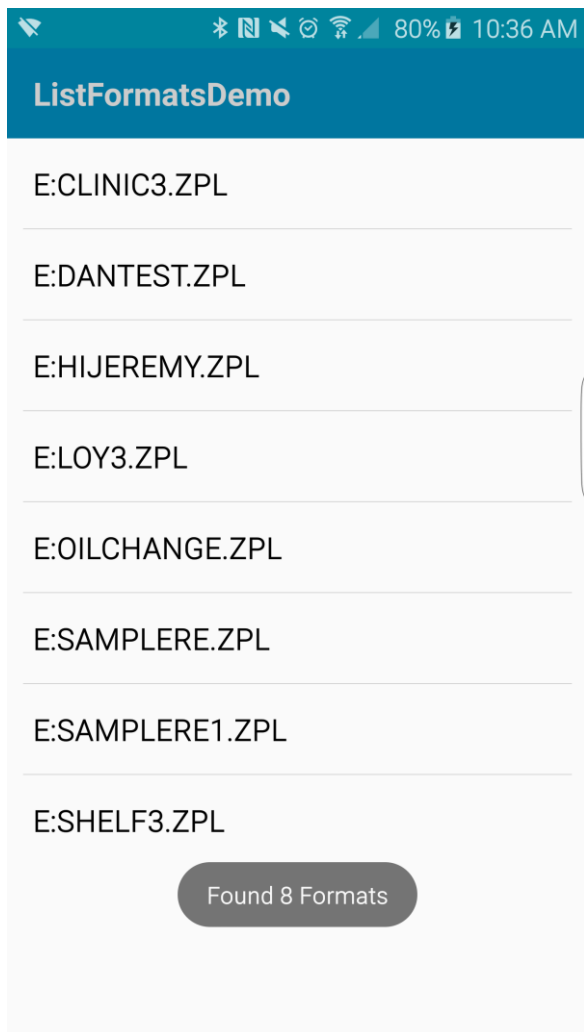 80% 10:36 AM
ListFormatsDemo
E:CLINIC3.ZPL
E:DANTEST.ZPL
E:HIJEREMY.ZPL
E:LOY3.ZPL
E:OILCHANGE.ZPL
E:SAMPLERE.ZPL
E:SAMPLERE1.ZPL
E:SHELF3.ZPL
Found 8 Formats